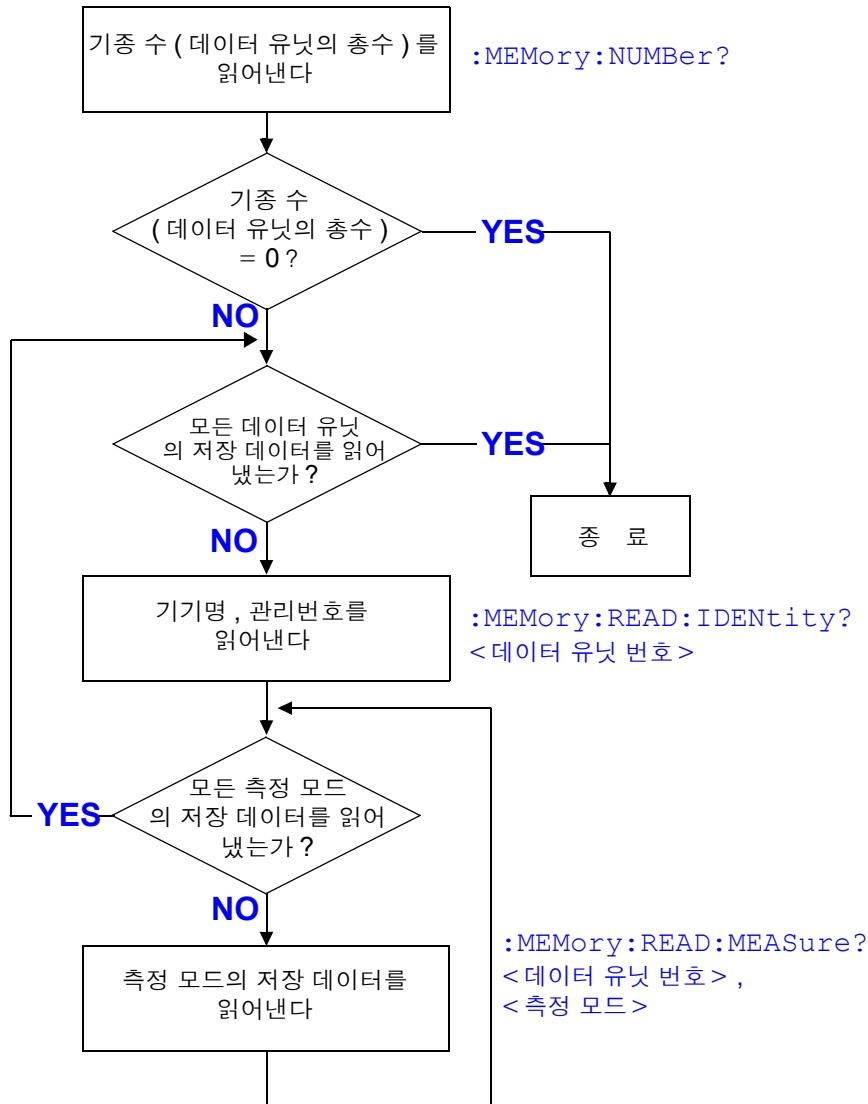 기종 수 ( 데이터 유닛의 총수 ) 를
읽어낸다
:MEMory:NUMBer?
기종 수
( 데이터 유닛의 총수 )
= 0 ?
YES
NO
모든 데이터 유닛
의 저장 데이터를 읽어
냈는가 ?
YES
NO
종 료
기기명 , 관리번호를
읽어낸다
:MEMory:READ:IDENtity?
<데이터 유닛 번호>
모든 측정 모드
의 저장 데이터를 읽어
냈는가 ?
YES
NO
측정 모드의 저장 데이터를
읽어낸다
:MEMory:READ:MEASure?
<데이터 유닛 번호> ,
<측정 모드>